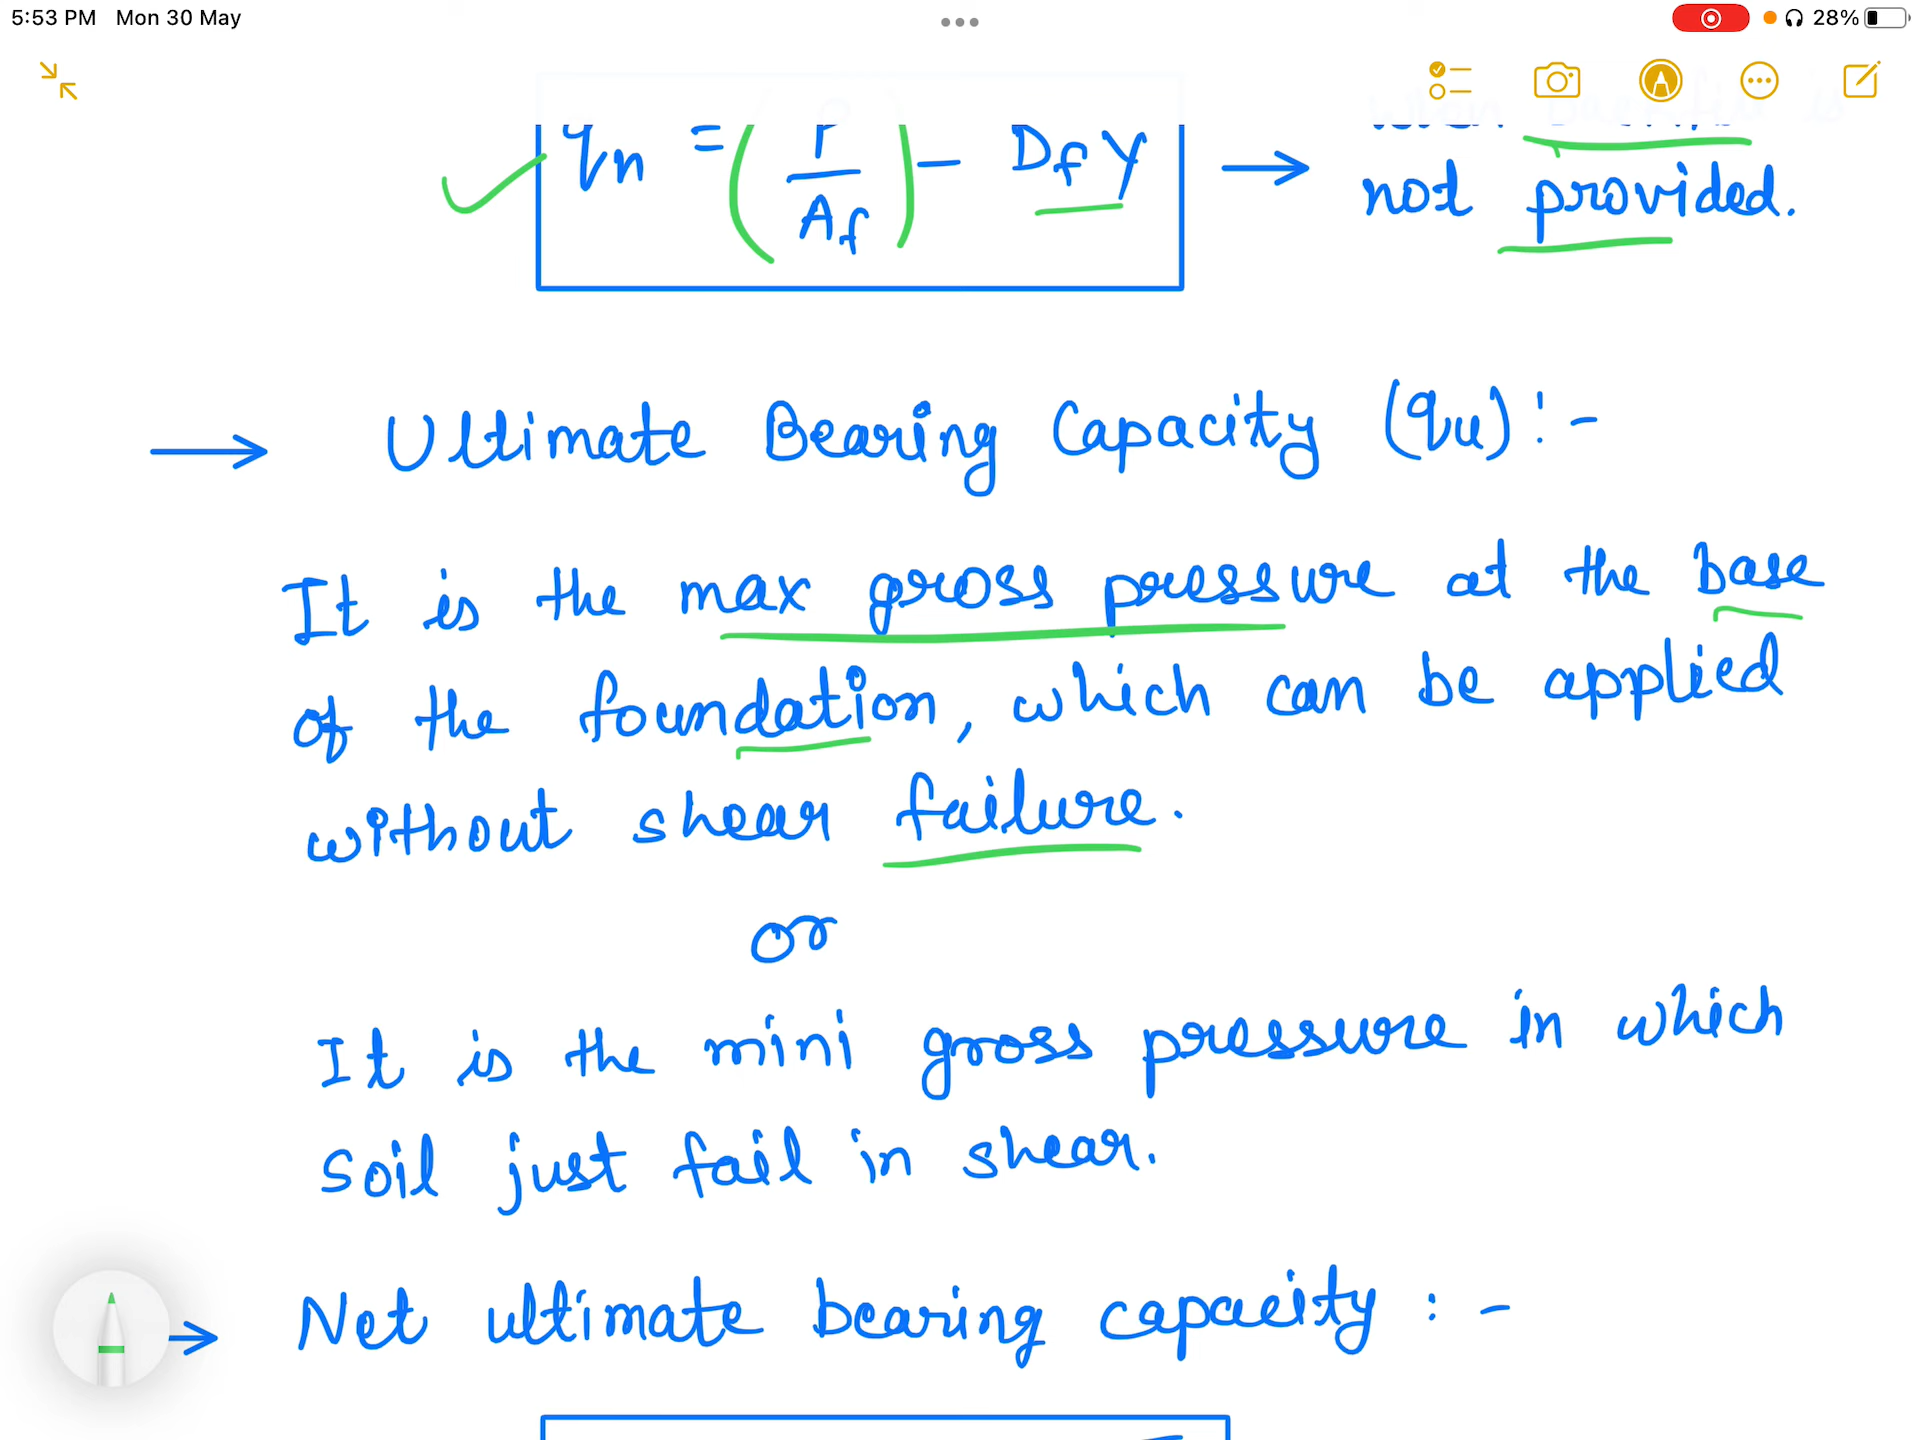 5:53 PM Mon 30 May
28%
qn = (P/Af) - Df γ → not provided.
→ Ultimate Bearing Capacity (qu) :-
It is the max gross pressure at the base
of the foundation, which can be applied
without shear failure.
or
It is the mini gross pressure in which
soil just fail in shear.
→ Net ultimate bearing capacity : -